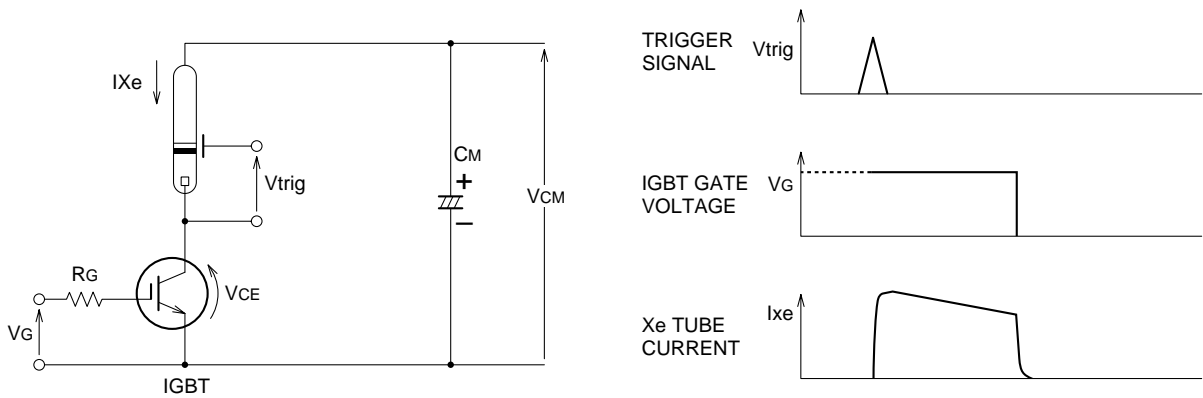 IXe
Vtrig
CM
+
−
VCM
RG
VCE
VG
IGBT
TRIGGER
SIGNAL
Vtrig
IGBT GATE
VOLTAGE
VG
Xe TUBE
CURRENT
Ixe